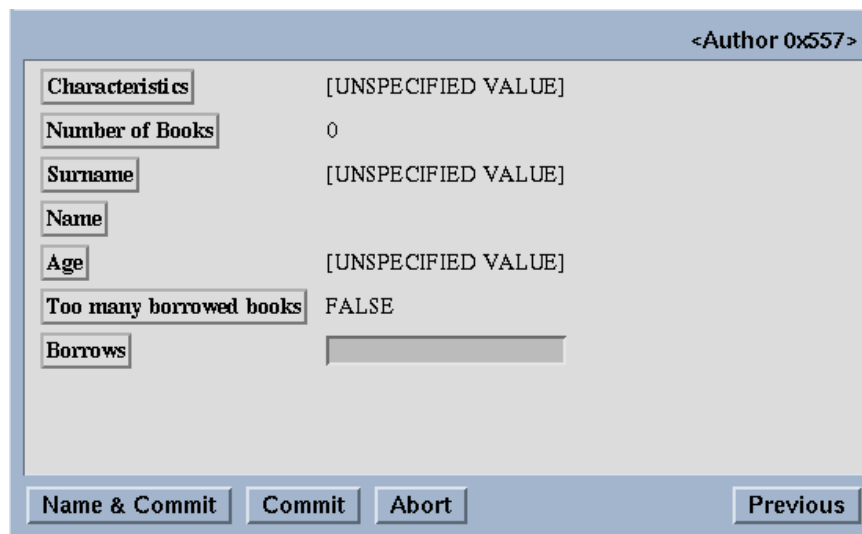 <Author 0x557>
Characteristics [UNSPECIFIED VALUE]
Number of Books 0
Surname [UNSPECIFIED VALUE]
Name
Age [UNSPECIFIED VALUE]
Too many borrowed books FALSE
Borrows
Name & Commit Commit Abort Previous